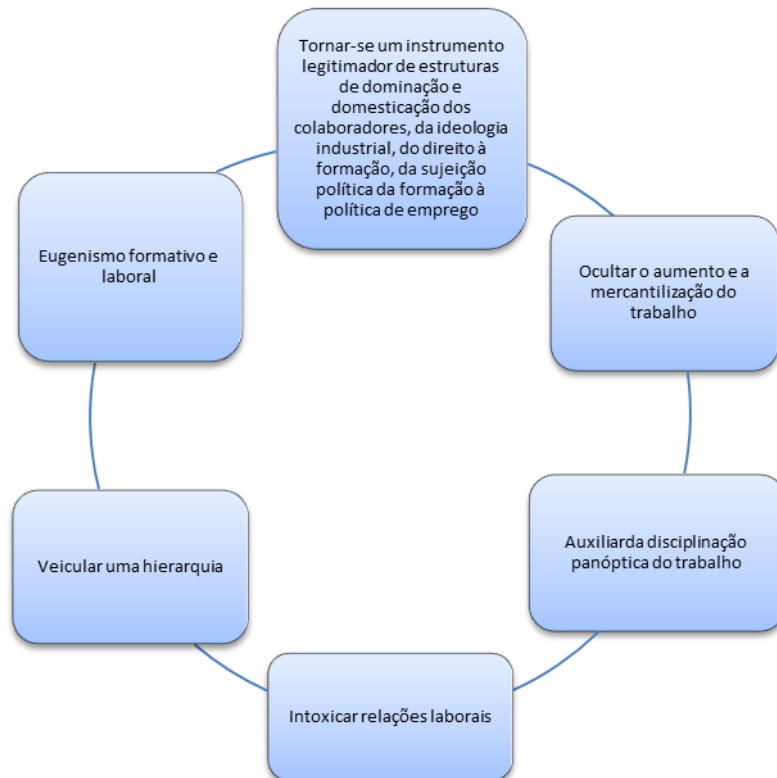 Tornar-se um instrumento
legitimador de estruturas
de dominação e
domesticação dos
colaboradores, da ideologia
industrial, do direito à
formação, da sujeição
política da formação à
política de emprego
Ocultar o aumento e a
mercantilização do
trabalho
Auxiliarda disciplinação
panóptica do trabalho
Intoxicar relações laborais
Veicular uma hierarquia
Eugenismo formativo e
laboral